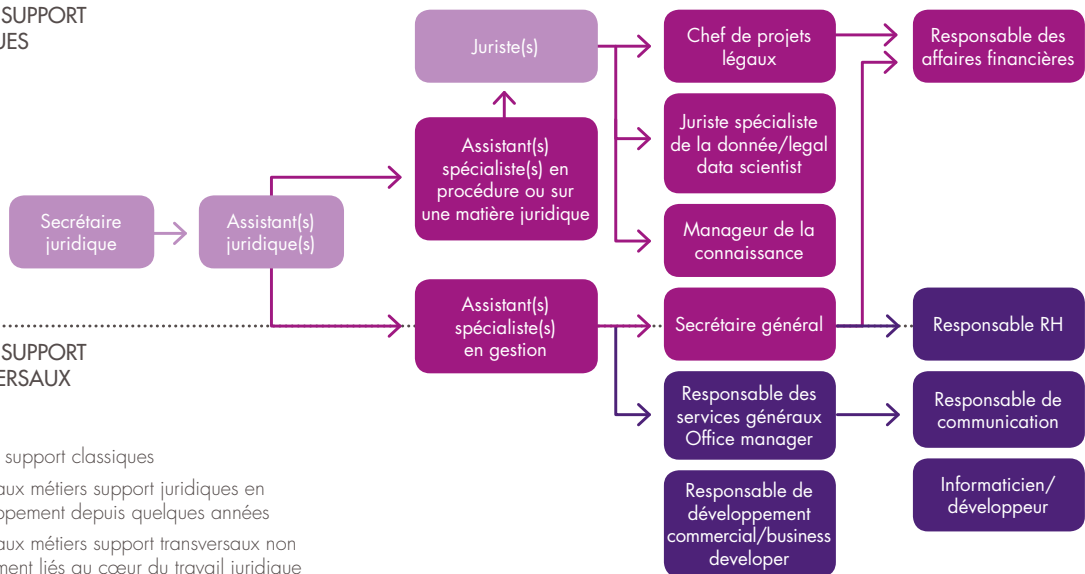 SUPPORT
UES
Juriste(s)
Chef de projets
légaux
Responsable des
affaires financières
Assistant(s)
spécialiste(s) en
procédure ou sur
une matière juridique
Juriste spécialiste
de la donnée/legal
data scientist
Secrétaire
juridique
Assistant(s)
juridique(s)
Manageur de la
connaissance
Assistant(s)
spécialiste(s)
en gestion
Secrétaire général
Responsable RH
SUPPORT
ERSAUX
Responsable des
services généraux
Office manager
Responsable de
communication
Responsable de
développement
commercial/business
developer
Informaticien/
développeur
support classiques
aux métiers support juridiques en
oppement depuis quelques années
aux métiers support transversaux non
ment liés au cœur du travail juridique